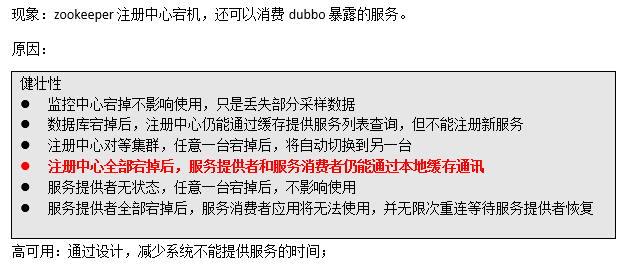 现象：zookeeper 注册中心宕机，还可以消费 dubbo 暴露的服务。
原因：
健壮性
● 监控中心宕掉不影响使用，只是丢失部分采样数据
● 数据库宕掉后，注册中心仍能通过缓存提供服务列表查询，但不能注册新服务
● 注册中心对等集群，任意一台宕掉后，将自动切换到另一台
● 注册中心全部宕掉后，服务提供者和服务消费者仍能通过本地缓存通讯
● 服务提供者无状态，任意一台宕掉后，不影响使用
● 服务提供者全部宕掉后，服务消费者应用将无法使用，并无限次重连等待服务提供者恢复
高可用：通过设计，减少系统不能提供服务的时间；